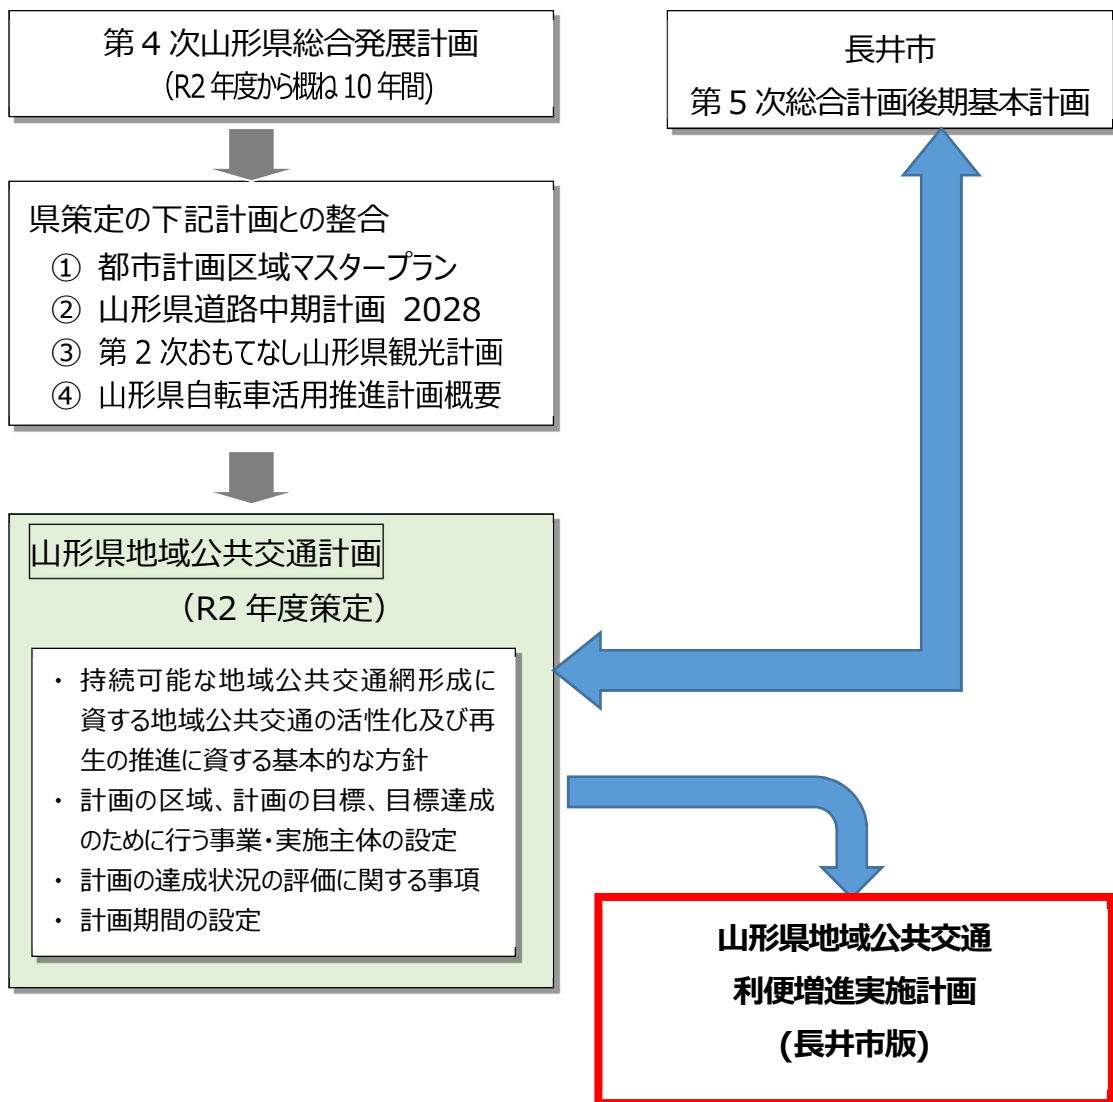 第4次山形県総合発展計画
(R2年度から概ね10年間)
長井市
第5次総合計画後期基本計画
県策定の下記計画との整合
① 都市計画区域マスタープラン
② 山形県道路中期計画 2028
③ 第2次おもてなし山形県観光計画
④ 山形県自転車活用推進計画概要
山形県地域公共交通計画
（R2年度策定）
・ 持続可能な地域公共交通網形成に
資する地域公共交通の活性化及び再
生の推進に資する基本的な方針
・ 計画の区域、計画の目標、目標達成
のために行う事業・実施主体の設定
・ 計画の達成状況の評価に関する事項
・ 計画期間の設定
山形県地域公共交通
利便増進実施計画
(長井市版)